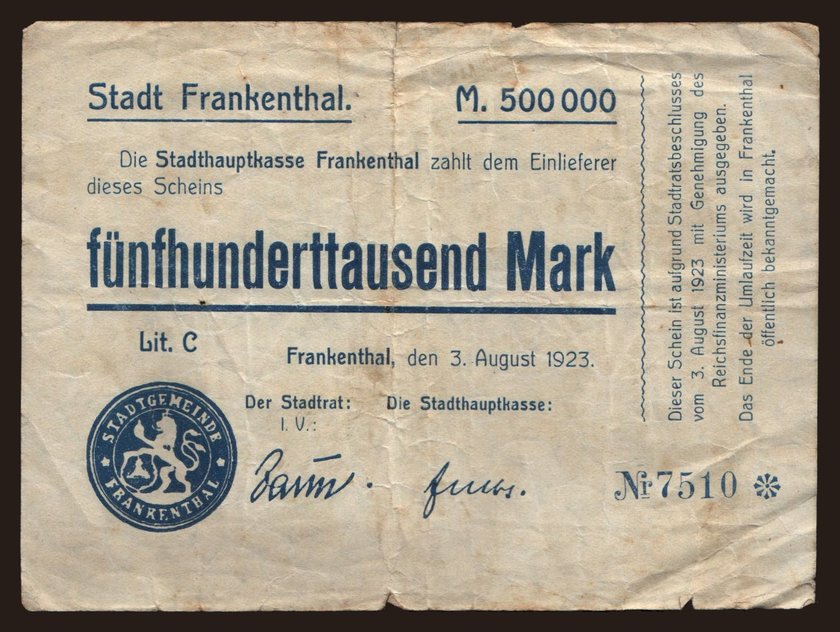 Stadt Frankenthal. M. 500 000
Die Stadthauptkasse Frankenthal zahlt dem Einlieferer
dieses Scheins
fünfhunderttausend Mark
Lit. C
Frankenthal, den 3. August 1923.
Der Stadtrat: Die Stadthauptkasse:
I. V.:
STADTGEMEINDE
FRANKENTHAL
Nr 7510
Dieser Schein ist aufgrund Stadtratsbeschlusses
vom 3. August 1923 mit Genehmigung des
Reichsfinanzministeriums ausgegeben.
Das Ende der Umlaufzeit wird in Frankenthal
öffentlich bekanntgemacht.